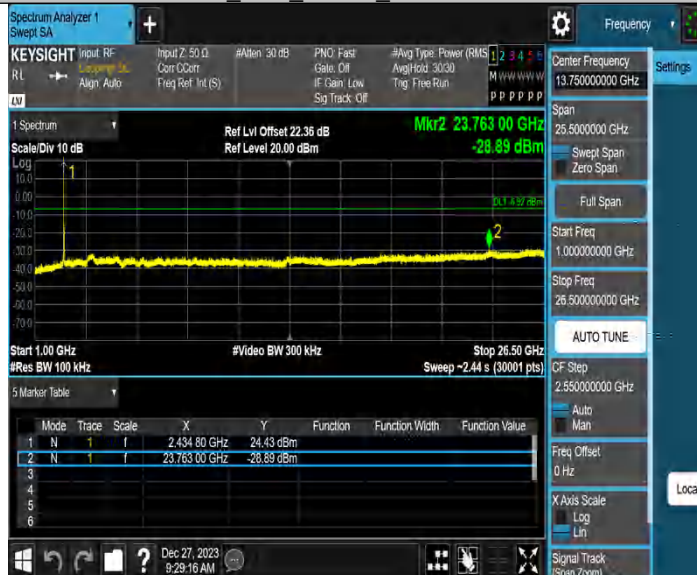 Spectrum Analyzer 1
Swept SA
+
Frequency
KEYSIGHT Input: RF
RL
Align: Auto
Input Z: 50 Ω
Corr CCorr
Freq Ref: Int (S)
#Atten: 30 dB
PNO: Fast
Gate: Off
IF Gain: Low
Sig Track: Off
#Avg Type: Power (RMS
Avg|Hold: 30/30
Trig: Free Run
1 2 3 4 5 6
M W W W W W
P P P P P P
LXI
1 Spectrum
Scale/Div 10 dB
Ref Lvl Offset 22.36 dB
Ref Level 20.00 dBm
Mkr2 23.763 00 GHz
-28.89 dBm
Log
10.0
0.00
-10.0
-20.0
-30.0
-40.0
-50.0
-60.0
-70.0
1
2
Start 1.00 GHz
#Res BW 100 kHz
#Video BW 300 kHz
Stop 26.50 GHz
Sweep ~2.44 s (30001 pts)
5 Marker Table
Mode Trace Scale X Y Function Function Width Function Value
1 N 1 f 2.434 80 GHz 24.43 dBm
2 N 1 f 23.763 00 GHz -28.89 dBm
3
4
5
6
Dec 27, 2023
9:29:16 AM
Center Frequency
13.750000000 GHz
Settings
Span
25.5000000 GHz
Swept Span
Zero Span
Full Span
Start Freq
1.000000000 GHz
Stop Freq
26.500000000 GHz
AUTO TUNE
CF Step
2.550000000 GHz
Auto
Man
Freq Offset
0 Hz
Loca
X Axis Scale
Log
Lin
Signal Track
(Span Zoom)